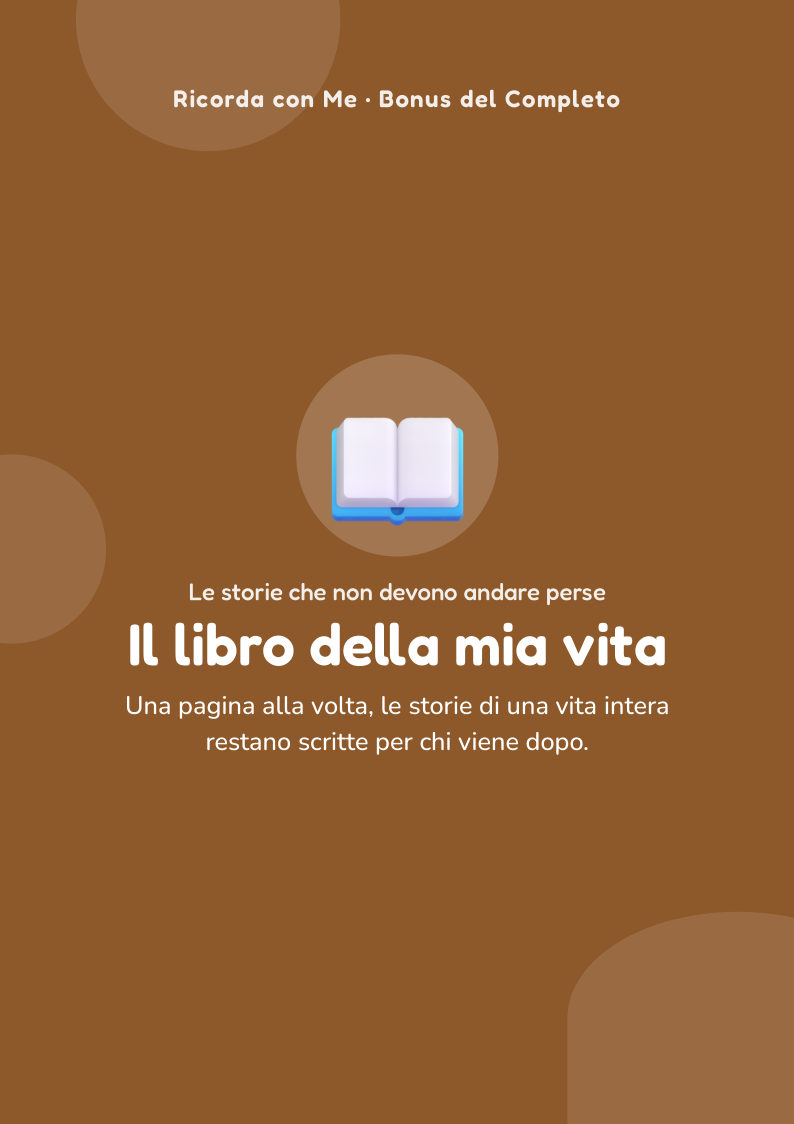 Ricorda con Me · Bonus del Completo
Le storie che non devono andare perse
Il libro della mia vita
Una pagina alla volta, le storie di una vita intera
restano scritte per chi viene dopo.